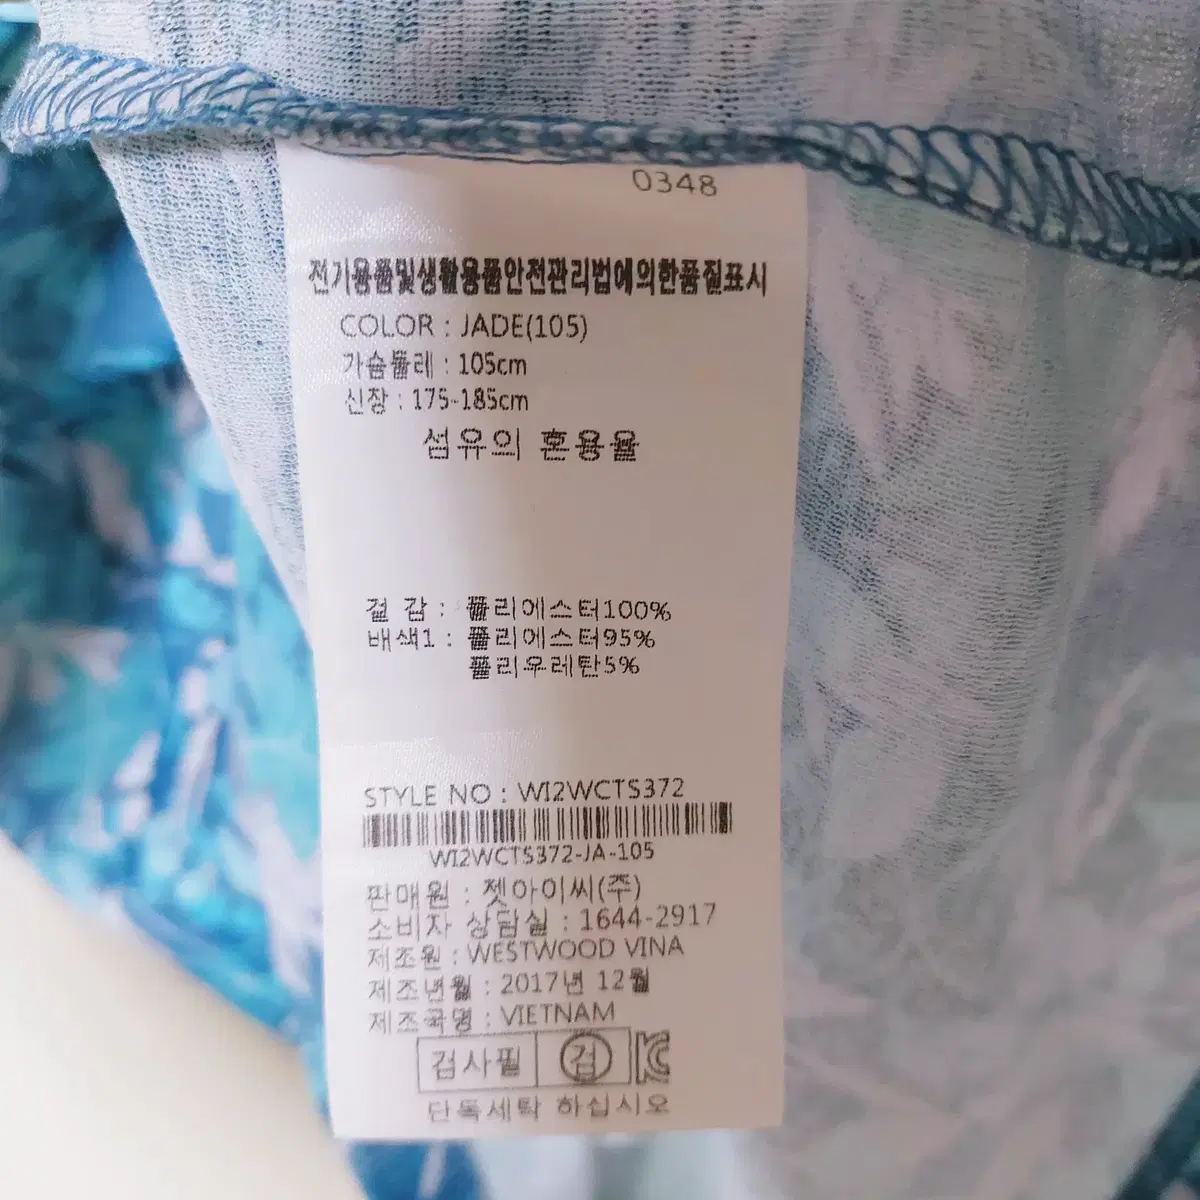 0348
전기용품및생활용품안전관리법에의한품질표시
COLOR : JADE(105)
가슴둘레 : 105cm
신장 : 175-185cm
섬유의 혼용율
겉 감 : 폴리에스터100%
배색1 : 폴리에스터95%
폴리우레탄5%
STYLE NO : WI2WCTS372
WI2WCTS372-JA-105
판매원 : 젯아이씨(주)
소비자 상담실 : 1644-2917
제조원 : WESTWOOD VINA
제조년월 : 2017년 12월
제조국명 : VIETNAM
검사필 검 KC
단독세탁 하십시오